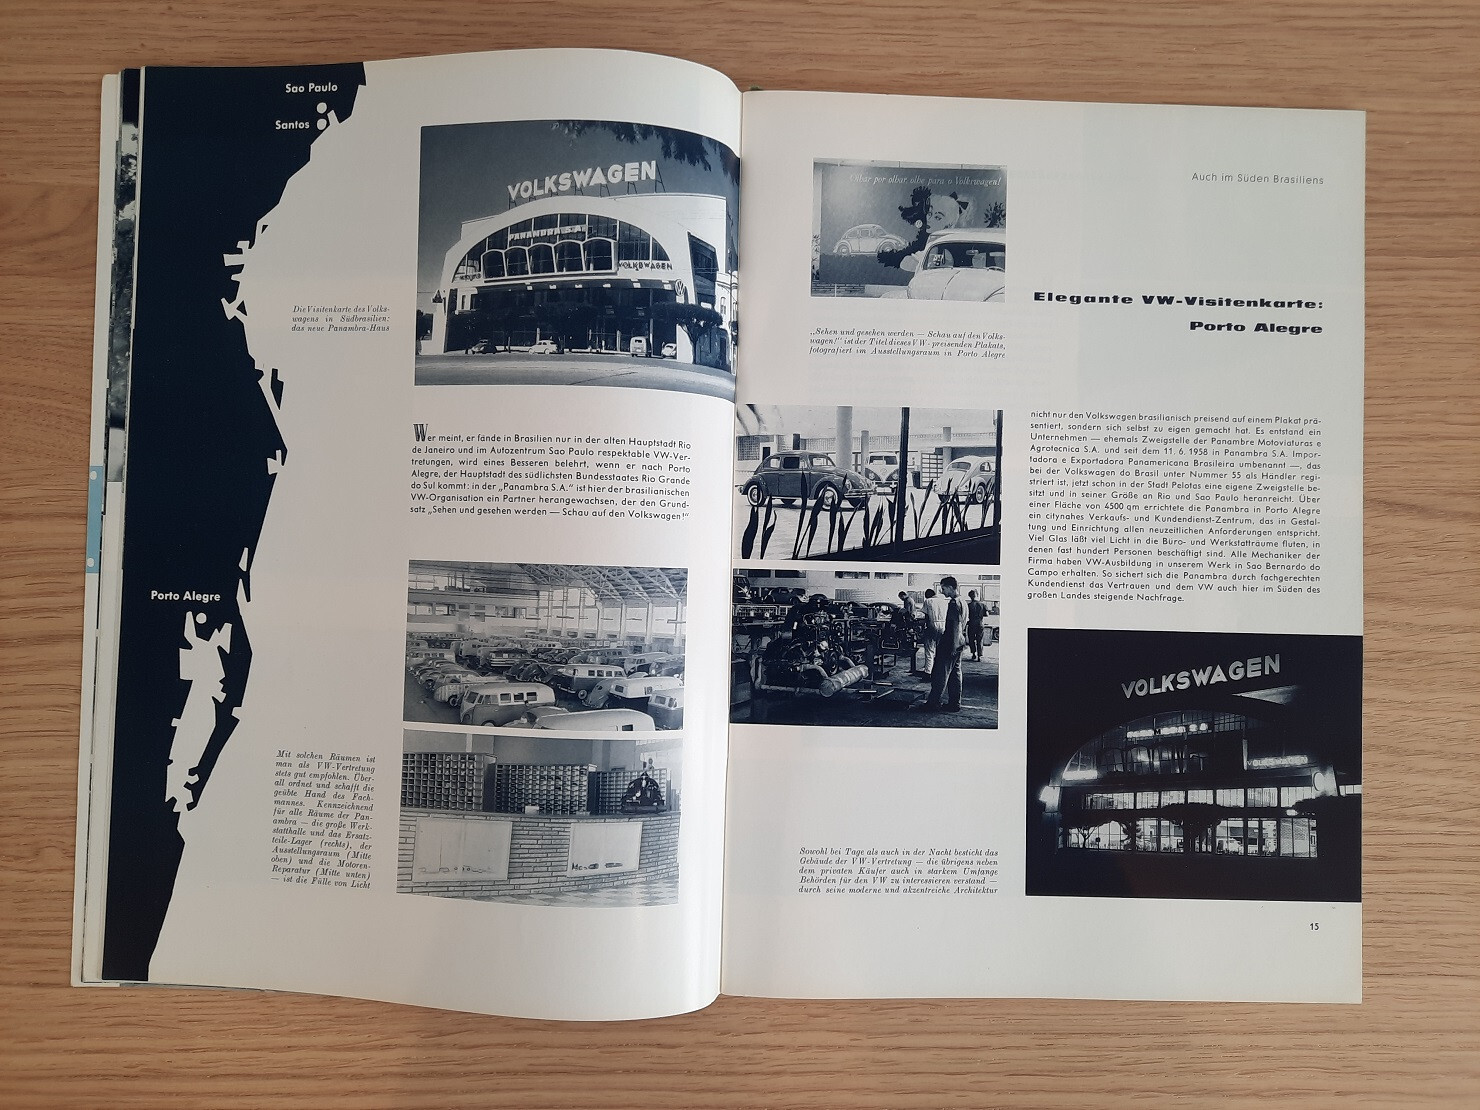 Sao Paulo
Santos
Porto Alegre
Die Visitenkarte des Volks-
wagens in Südbrasilien:
das neue Panambra-Haus
VOLKSWAGEN
PANAMBRA S.A.
VOLKSWAGEN
Wer meint, er fände in Brasilien nur in der alten Hauptstadt Rio
de Janeiro und im Autozentrum Sao Paulo respektable VW-Ver-
tretungen, wird eines Besseren belehrt, wenn er nach Porto
Alegre, der Hauptstadt des südlichsten Bundesstaates Rio Grande
do Sul kommt: in der „Panambra S.A.“ ist hier der brasilianischen
VW-Organisation ein Partner herangewachsen, der den Grund-
satz „Sehen und gesehen werden — Schau auf den Volkswagen!“
Mit solchen Räumen ist
man als VW-Vertretung
stets gut empfohlen. Über-
all ordnet und schafft die
geübte Hand des Fach-
mannes. Kennzeichnend
für alle Räume der Pan-
ambra — die große Werk-
statthalle und das Ersatz-
teile-Lager (rechts), der
Ausstellungsraum (Mitte
oben) und die Motoren-
Reparatur (Mitte unten)
— ist die Fülle von Licht
olhar por olhar, olhe para o Volkswagen!
„Sehen und gesehen werden — Schau auf den Volks-
wagen!“ ist der Titel dieses VW-preisenden Plakats,
fotografiert im Ausstellungsraum in Porto Alegre
Auch im Süden Brasiliens
Elegante VW-Visitenkarte:
Porto Alegre
nicht nur den Volkswagen brasilianisch preisend auf einem Plakat prä-
sentiert, sondern sich selbst zu eigen gemacht hat. Es entstand ein
Unternehmen — ehemals Zweigstelle der Panambre Motoviaturas e
Agrotecnica S.A. und seit dem 11. 6. 1958 in Panambra S.A. Impor-
tadora e Exportadora Panamericana Brasileira umbenannt —, das
bei der Volkswagen do Brasil unter Nummer 55 als Händler regi-
striert ist, jetzt schon in der Stadt Pelotas eine eigene Zweigstelle be-
sitzt und in seiner Größe an Rio und Sao Paulo heranreicht. Über
einer Fläche von 4500 qm errichtete die Panambra in Porto Alegre
ein citynahes Verkaufs- und Kundendienst-Zentrum, das in Gestal-
tung und Einrichtung allen neuzeitlichen Anforderungen entspricht.
Viel Glas läßt viel Licht in die Büro- und Werkstatträume fluten, in
denen fast hundert Personen beschäftigt sind. Alle Mechaniker der
Firma haben VW-Ausbildung in unserem Werk in Sao Bernardo do
Campo erhalten. So sichert sich die Panambra durch fachgerechten
Kundendienst das Vertrauen und dem VW auch hier im Süden des
großen Landes steigende Nachfrage.
VOLKSWAGEN
VOLKSWAGEN
Sowohl bei Tage als auch in der Nacht besticht das
Gebäude der VW-Vertretung — die übrigens neben
dem privaten Käufer auch in starkem Umfange
Behörden für den VW zu interessieren verstand —
durch seine moderne und akzentreiche Architektur
15